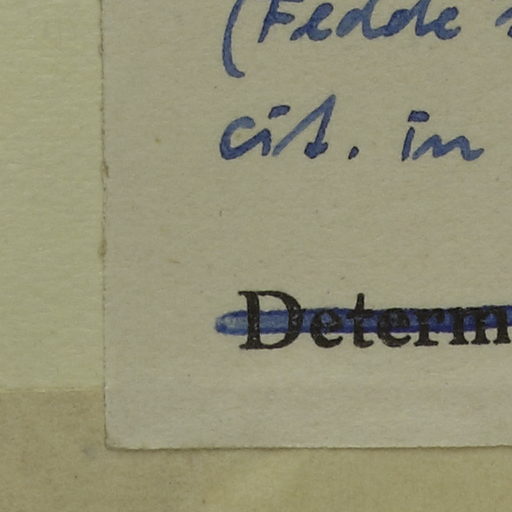 (Fedde
cit. in
Determ